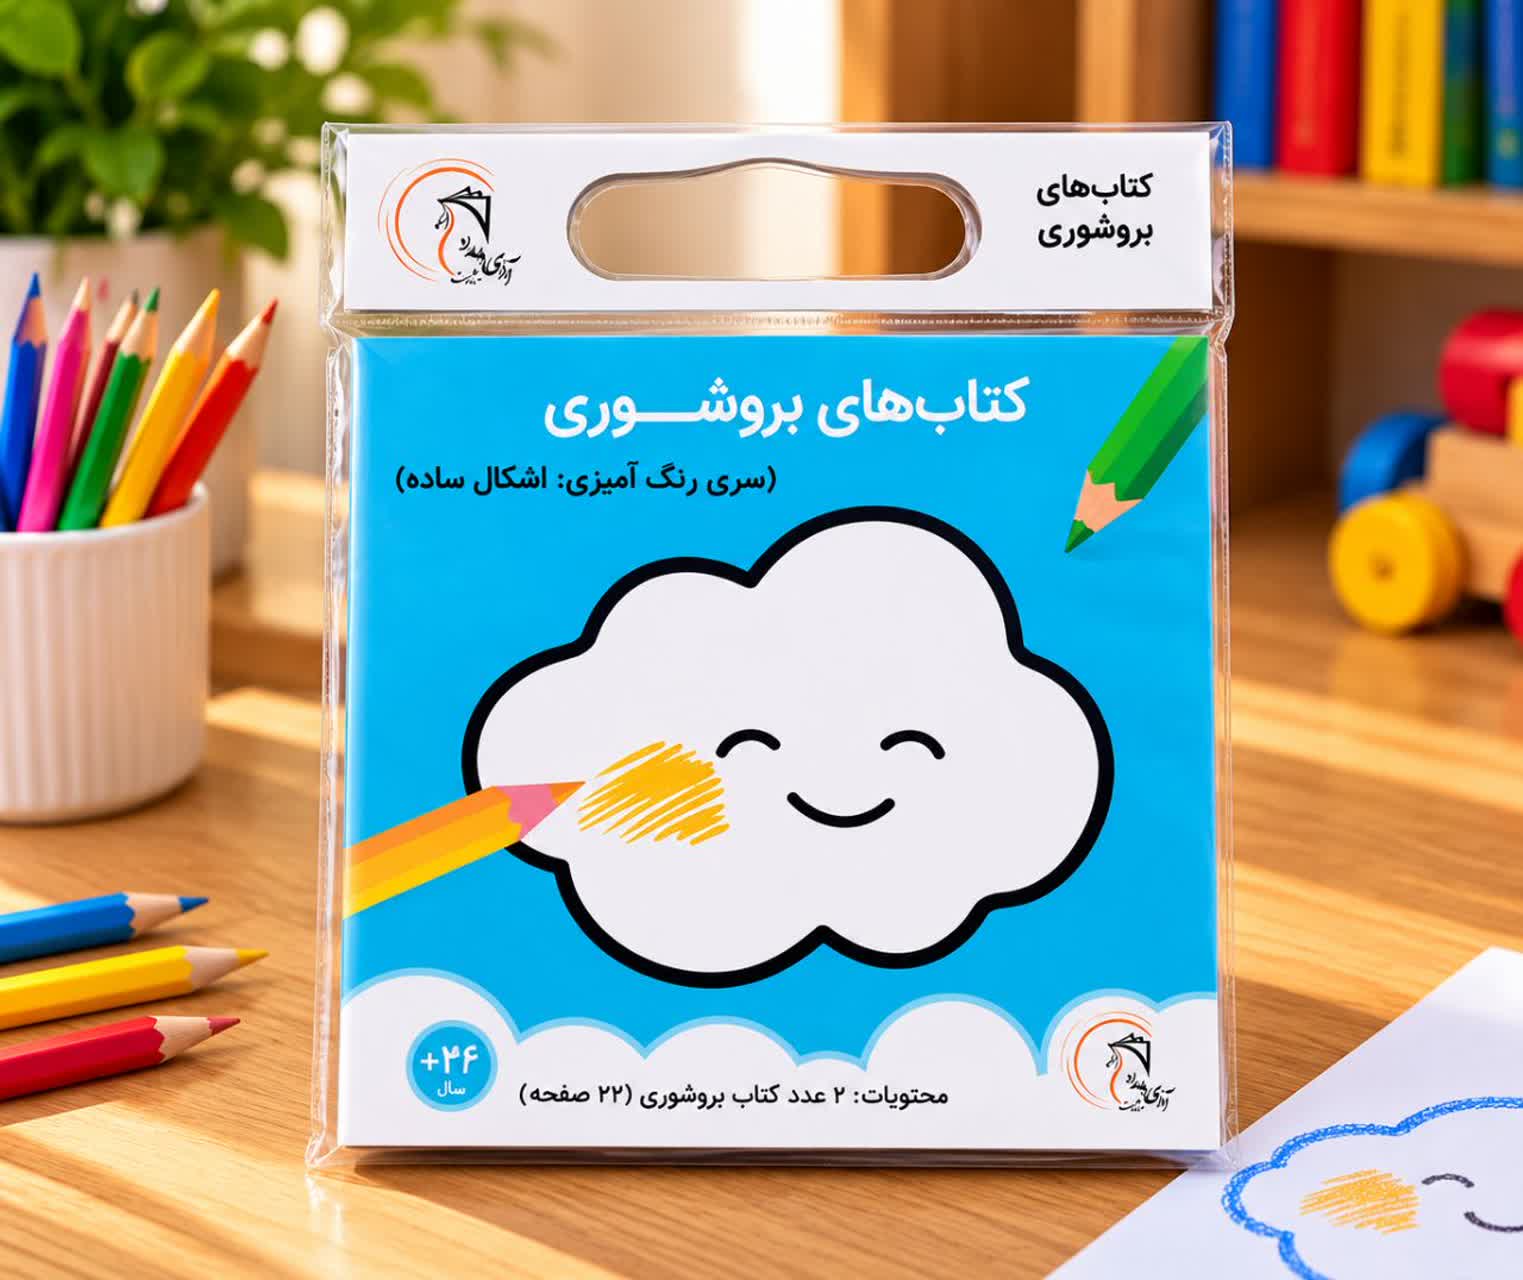 کتاب‌های
بروشوری
کتاب‌های بروشـــوری
(سری رنگ آمیزی: اشکال ساده)
+۲۴
سال
محتویات: ۲ عدد کتاب بروشوری (۲۲ صفحه)